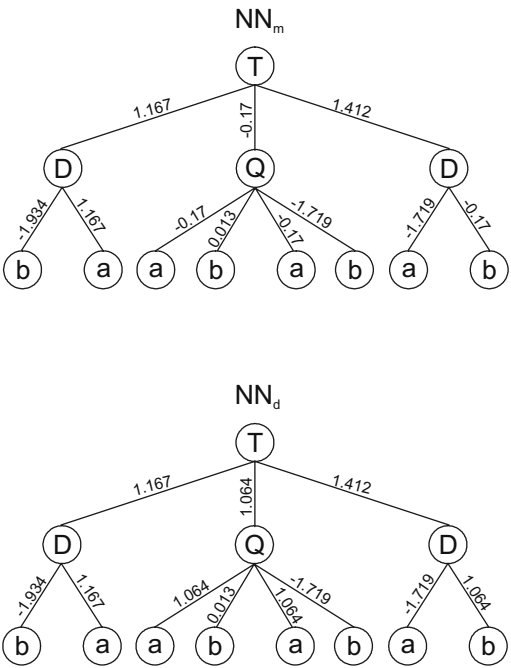 NNm
T
1.167 -0.17 1.412
D Q D
-1.934 1.167 -0.17 0.013 -0.17 -1.719 -1.719 -0.17
b a a b a b a b
NNd
T
1.167 1.064 1.412
D Q D
-1.934 1.167 1.064 0.013 1.064 -1.719 -1.719 1.064
b a a b a b a b